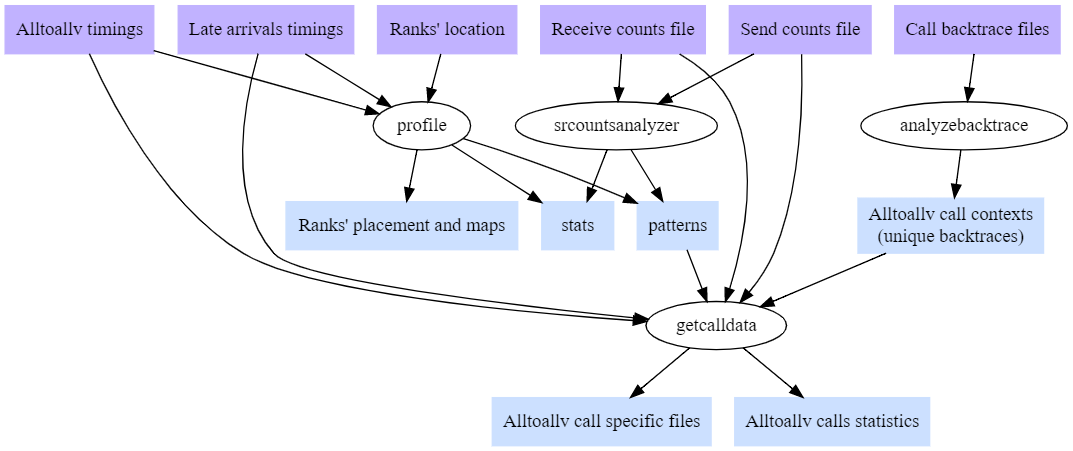 Alltoallv timings
Late arrivals timings
Ranks' location
Receive counts file
Send counts file
Call backtrace files
profile
srcountsanalyzer
analyzebacktrace
Ranks' placement and maps
stats
patterns
Alltoallv call contexts
(unique backtraces)
getcalldata
Alltoallv call specific files
Alltoallv calls statistics